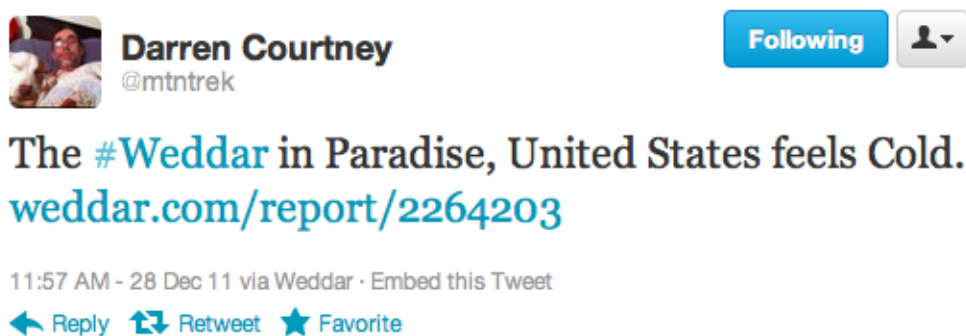 Darren Courtney
@mtntrek
Following
The #Weddar in Paradise, United States feels Cold.
weddar.com/report/2264203
11:57 AM - 28 Dec 11 via Weddar · Embed this Tweet
Reply Retweet Favorite